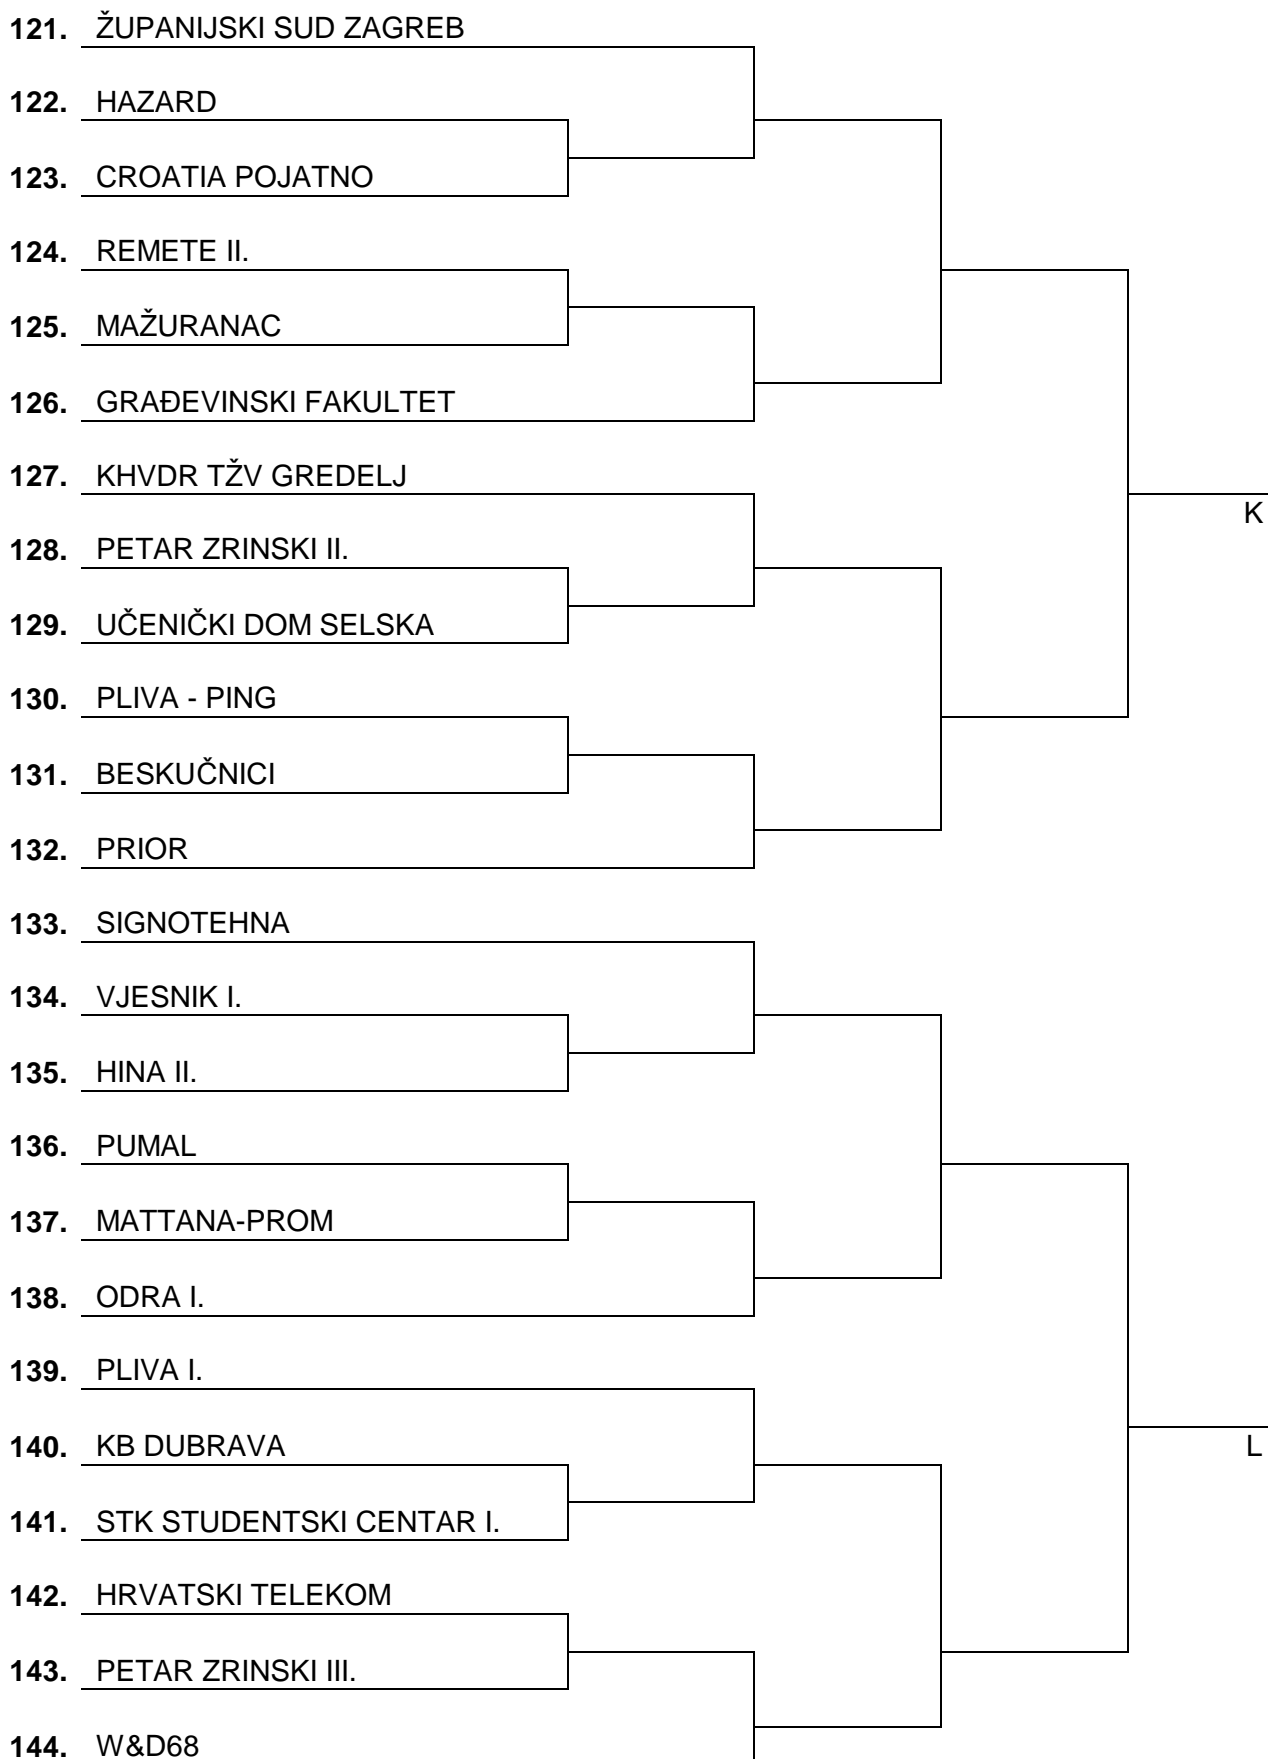 121. ŽUPANIJSKI SUD ZAGREB
122. HAZARD
123. CROATIA POJATNO
124. REMETE II.
125. MAŽURANAC
126. GRAĐEVINSKI FAKULTET
127. KHVDR TŽV GREDELJ
K
128. PETAR ZRINSKI II.
129. UČENIČKI DOM SELSKA
130. PLIVA - PING
131. BESKUČNICI
132. PRIOR
133. SIGNOTEHNA
134. VJESNIK I.
135. HINA II.
136. PUMAL
137. MATTANA-PROM
138. ODRA I.
139. PLIVA I.
140. KB DUBRAVA
L
141. STK STUDENTSKI CENTAR I.
142. HRVATSKI TELEKOM
143. PETAR ZRINSKI III.
144. W&D68